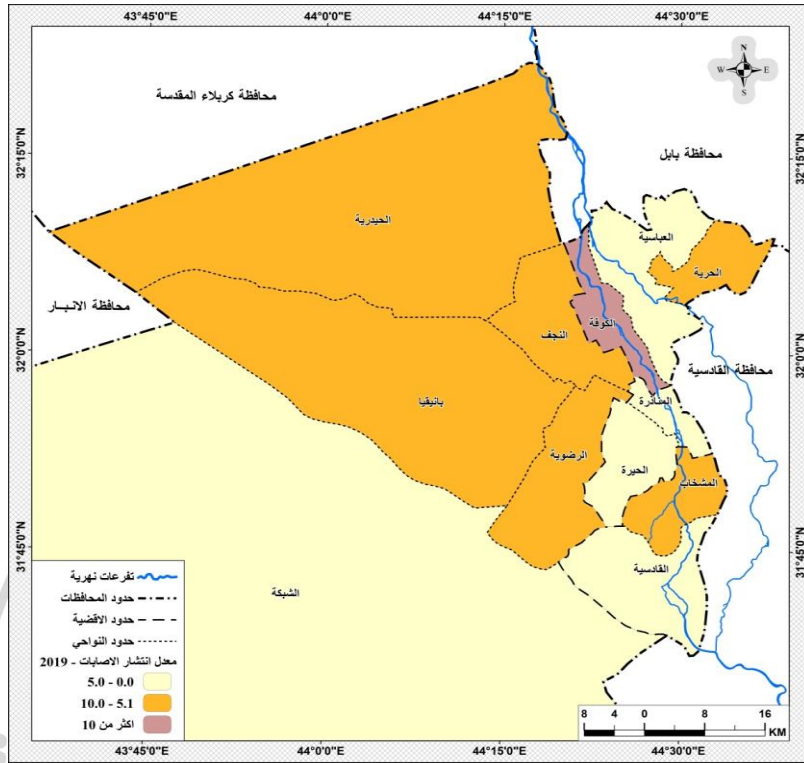 43°45'0"E 44°0'0"E 44°15'0"E 44°30'0"E
N
W E
S
محافظة كربلاء المقدسة
محافظة بابل
32°15'0"N 32°15'0"N
العباسية
الحيدرية
الحرية
محافظة الانبـــار
الكوفة
النجف
32°0'0"N 32°0'0"N
محافظة القادسية
المناذرة
بانيقيا
الرضوية
الحيرة
المشخاب
31°45'0"N 31°45'0"N
القادسية
الشبكة
تفرعات نهرية
حدود المحافظات
حدود الاقضية
حدود النواحي
معدل انتشار الاصابات - 2019
5.0 - 0.0
10.0 - 5.1
اكثر من 10
8 4 0 8 16
KM
43°45'0"E 44°0'0"E 44°15'0"E 44°30'0"E